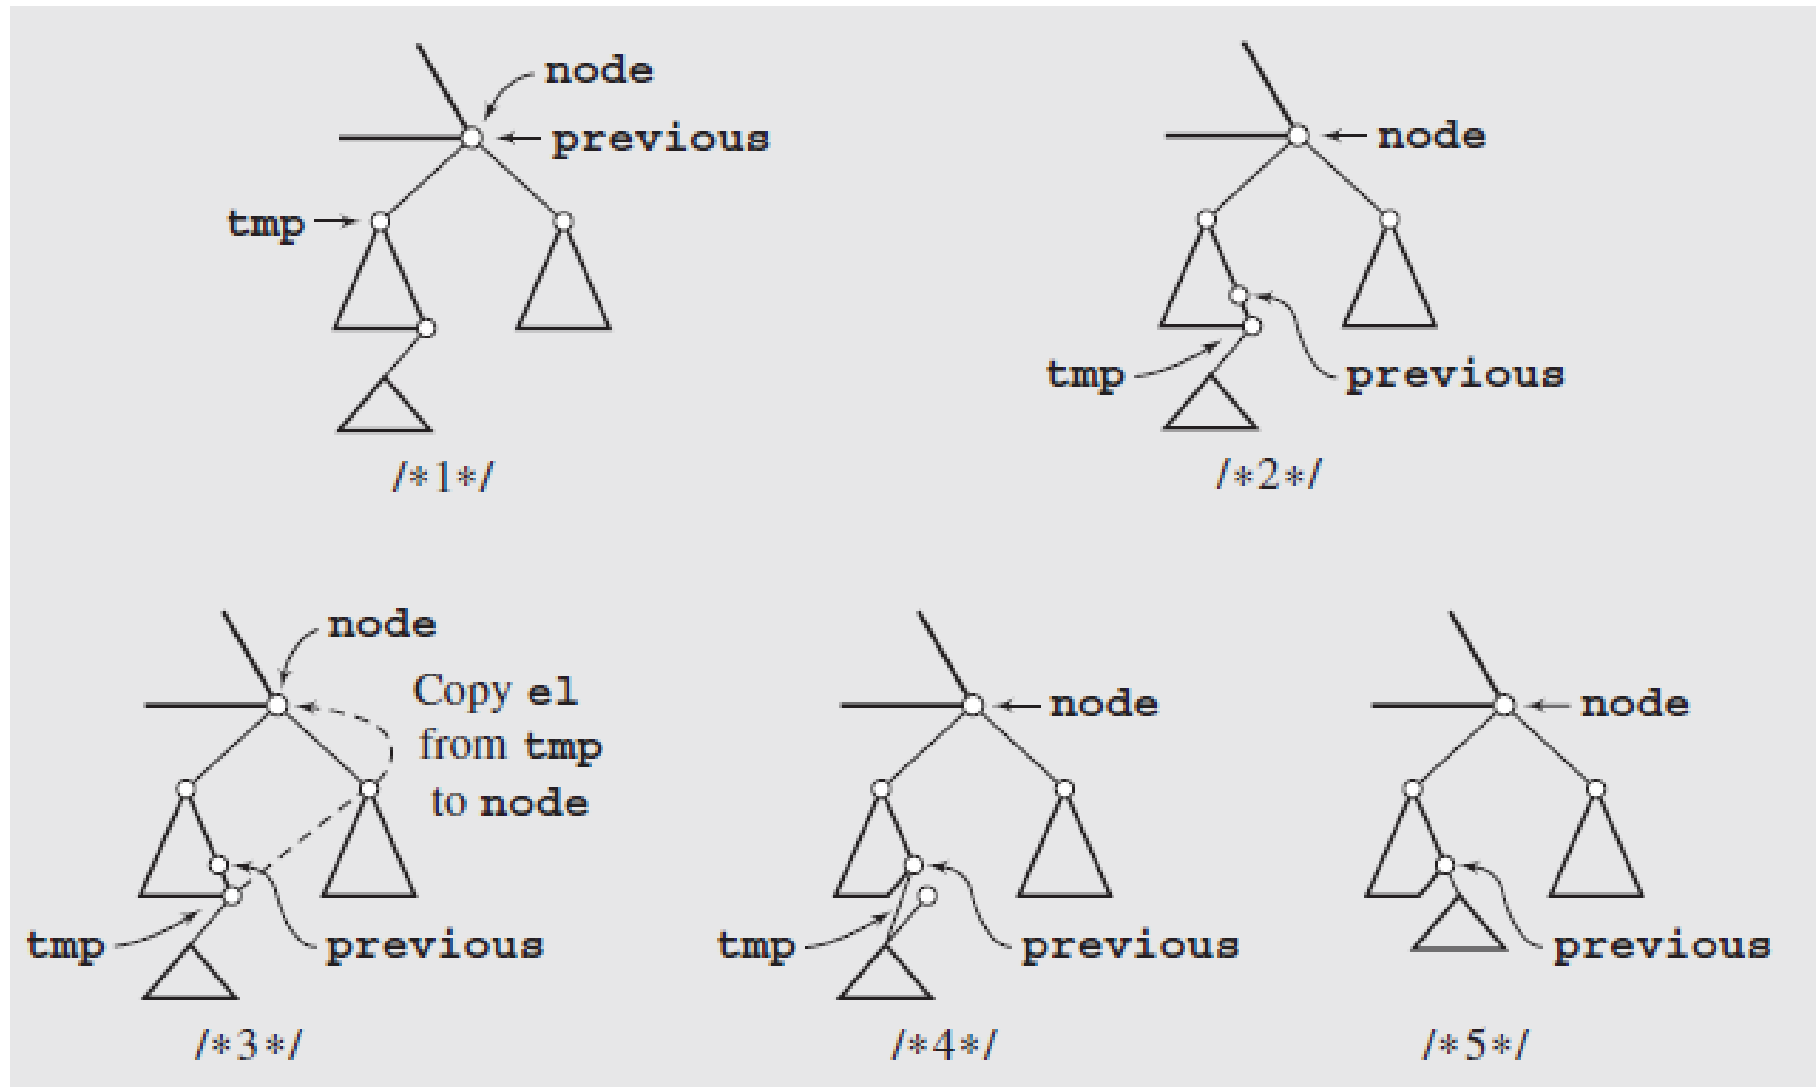 node
previous
tmp
/*1*/
node
tmp
previous
/*2*/
node
Copy el
from tmp
to node
tmp
previous
/*3*/
node
tmp
previous
/*4*/
node
previous
/*5*/